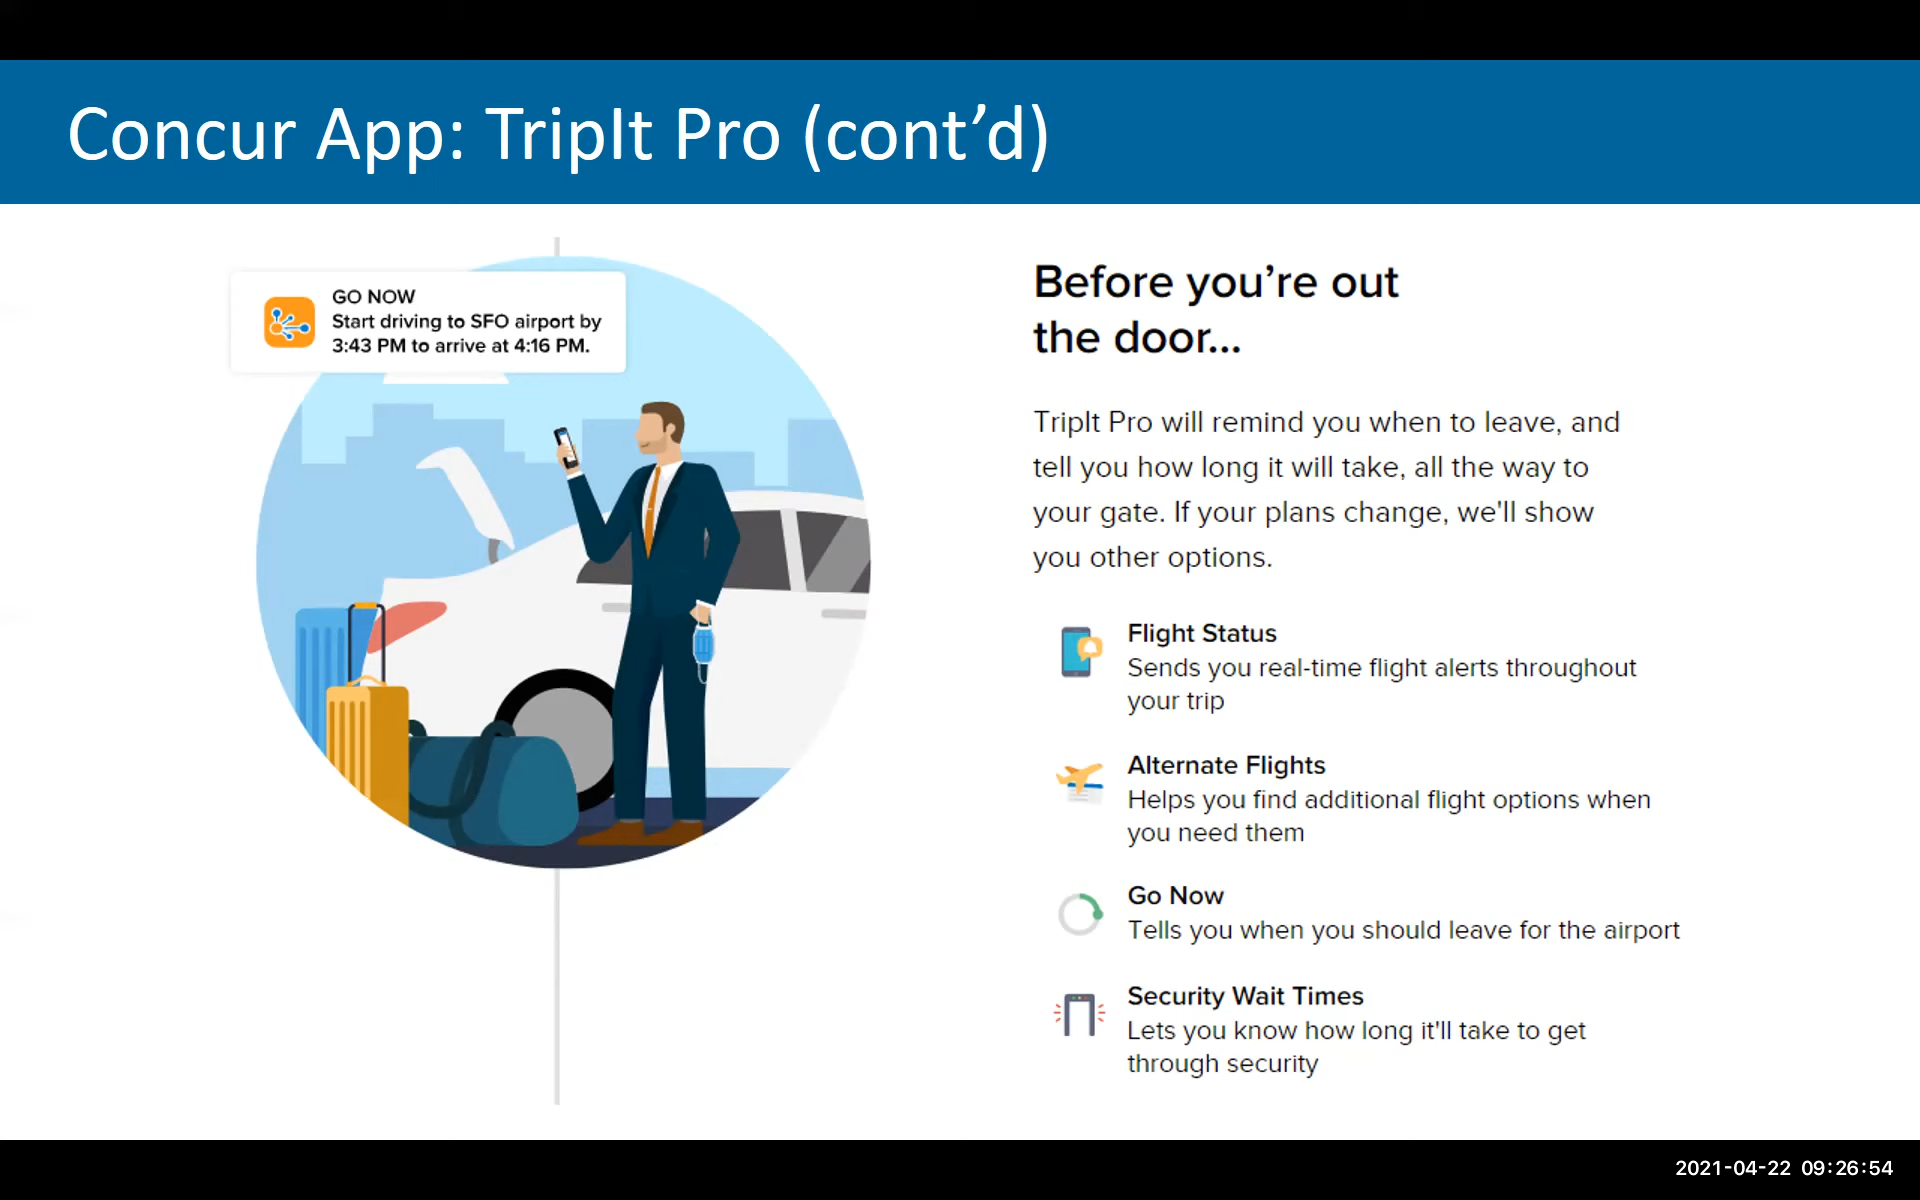 Concur App: TripIt Pro (cont’d)
GO NOW
Start driving to SFO airport by
3:43 PM to arrive at 4:16 PM.
Before you’re out
the door...
TripIt Pro will remind you when to leave, and
tell you how long it will take, all the way to
your gate. If your plans change, we'll show
you other options.
Flight Status
Sends you real-time flight alerts throughout
your trip
Alternate Flights
Helps you find additional flight options when
you need them
Go Now
Tells you when you should leave for the airport
Security Wait Times
Lets you know how long it'll take to get
through security
2021-04-22 09:26:54